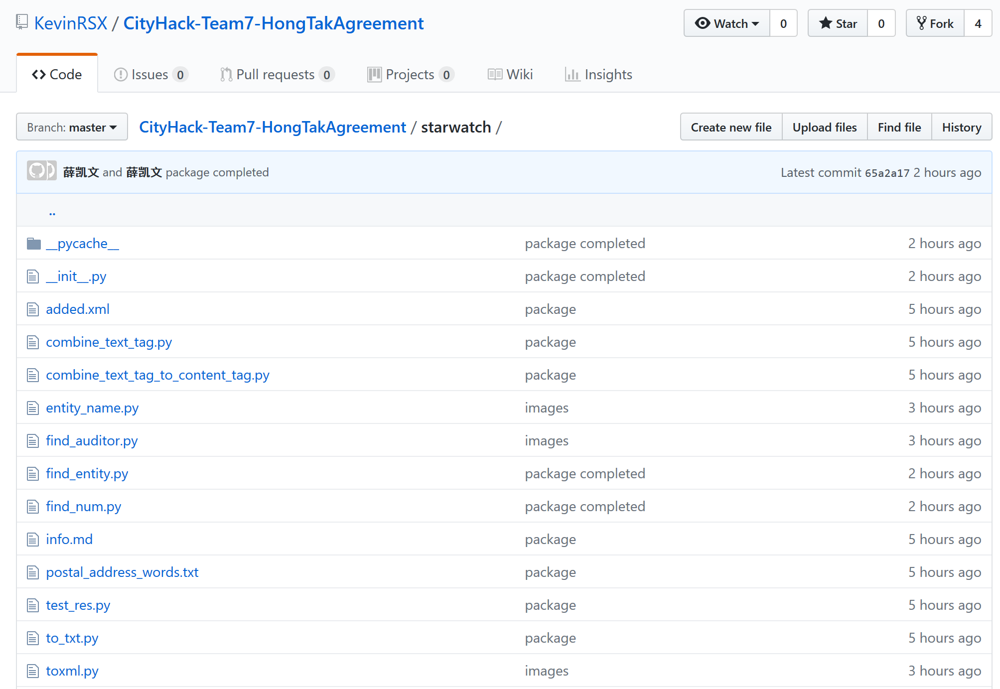 KevinRSX / CityHack-Team7-HongTakAgreement Watch 0 Star 0 Fork 4
Code Issues 0 Pull requests 0 Projects 0 Wiki Insights
Branch: master CityHack-Team7-HongTakAgreement / starwatch / Create new file Upload files Find file History
薛凯文 and 薛凯文 package completed Latest commit 65a2a17 2 hours ago
..
__pycache__ package completed 2 hours ago
__init__.py package completed 2 hours ago
added.xml package 5 hours ago
combine_text_tag.py package 5 hours ago
combine_text_tag_to_content_tag.py package 5 hours ago
entity_name.py images 3 hours ago
find_auditor.py images 3 hours ago
find_entity.py package completed 2 hours ago
find_num.py package completed 2 hours ago
info.md package 5 hours ago
postal_address_words.txt package 5 hours ago
test_res.py package 5 hours ago
to_txt.py package 5 hours ago
toxml.py images 3 hours ago